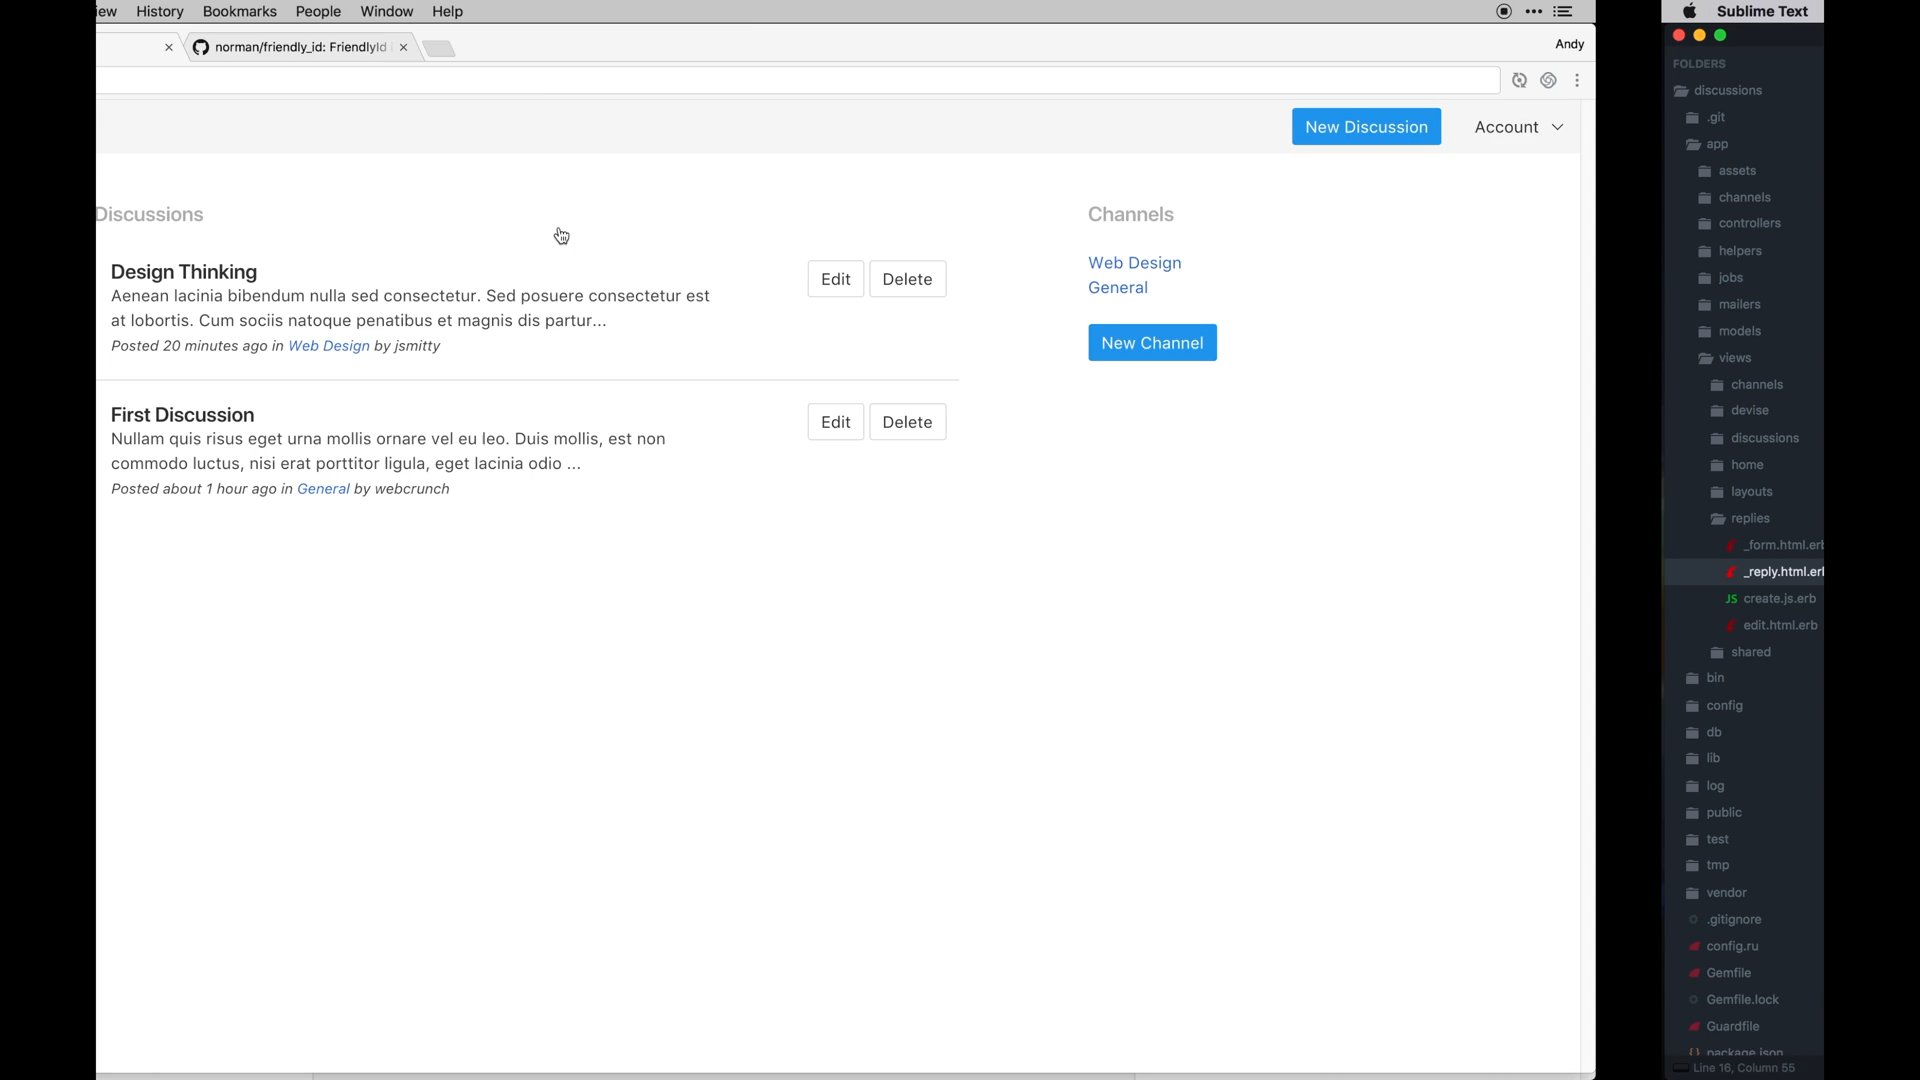 iew History Bookmarks People Window Help
norman/friendly_id: FriendlyId
Andy
New Discussion
Account
Discussions
Design Thinking
Aenean lacinia bibendum nulla sed consectetur. Sed posuere consectetur est
at lobortis. Cum sociis natoque penatibus et magnis dis partur...
Posted 20 minutes ago in Web Design by jsmitty
Edit
Delete
First Discussion
Nullam quis risus eget urna mollis ornare vel eu leo. Duis mollis, est non
commodo luctus, nisi erat porttitor ligula, eget lacinia odio ...
Posted about 1 hour ago in General by webcrunch
Edit
Delete
Channels
Web Design
General
New Channel
Sublime Text
FOLDERS
discussions
.git
app
assets
channels
controllers
helpers
jobs
mailers
models
views
channels
devise
discussions
home
layouts
replies
_form.html.erb
_reply.html.erb
JS create.js.erb
edit.html.erb
shared
bin
config
db
lib
log
public
test
tmp
vendor
.gitignore
config.ru
Gemfile
Gemfile.lock
Guardfile
package.json
Line 16, Column 55